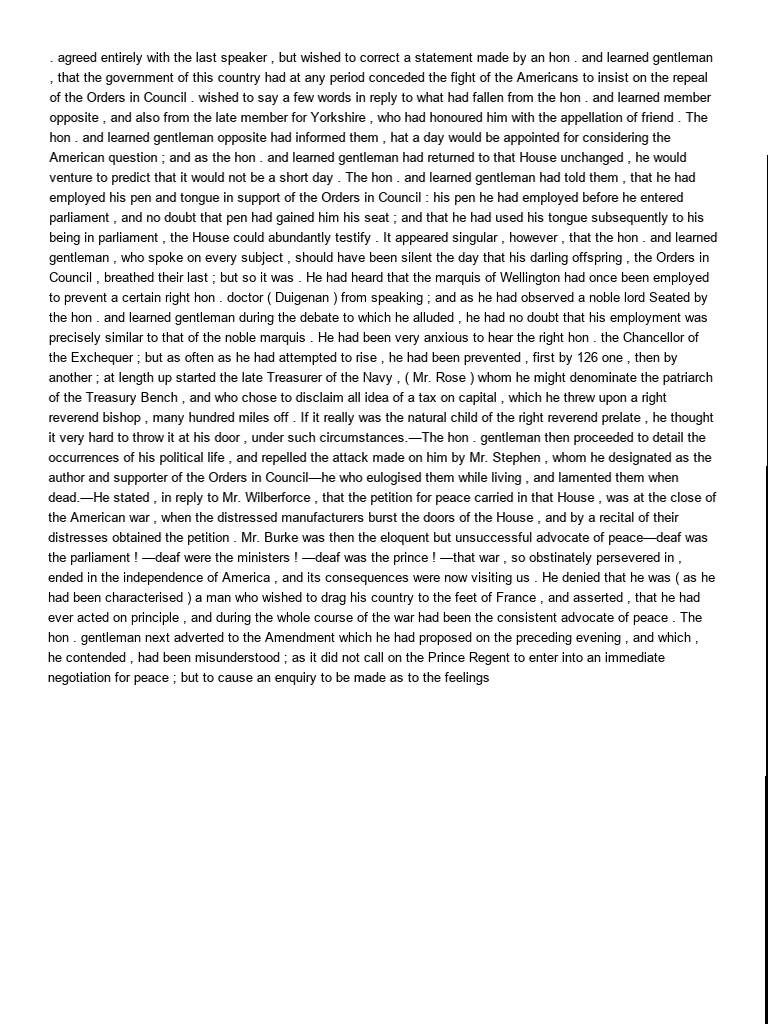 . agreed entirely with the last speaker , but wished to correct a statement made by an hon . and learned gentleman
, that the government of this country had at any period conceded the fight of the Americans to insist on the repeal
of the Orders in Council . wished to say a few words in reply to what had fallen from the hon . and learned member
opposite , and also from the late member for Yorkshire , who had honoured him with the appellation of friend . The
hon . and learned gentleman opposite had informed them , hat a day would be appointed for considering the
American question ; and as the hon . and learned gentleman had returned to that House unchanged , he would
venture to predict that it would not be a short day . The hon . and learned gentleman had told them , that he had
employed his pen and tongue in support of the Orders in Council : his pen he had employed before he entered
parliament , and no doubt that pen had gained him his seat ; and that he had used his tongue subsequently to his
being in parliament , the House could abundantly testify . It appeared singular , however , that the hon . and learned
gentleman , who spoke on every subject , should have been silent the day that his darling offspring , the Orders in
Council , breathed their last ; but so it was . He had heard that the marquis of Wellington had once been employed
to prevent a certain right hon . doctor ( Duigenan ) from speaking ; and as he had observed a noble lord Seated by
the hon . and learned gentleman during the debate to which he alluded , he had no doubt that his employment was
precisely similar to that of the noble marquis . He had been very anxious to hear the right hon . the Chancellor of
the Exchequer ; but as often as he had attempted to rise , he had been prevented , first by 126 one , then by
another ; at length up started the late Treasurer of the Navy , ( Mr. Rose ) whom he might denominate the patriarch
of the Treasury Bench , and who chose to disclaim all idea of a tax on capital , which he threw upon a right
reverend bishop , many hundred miles off . If it really was the natural child of the right reverend prelate , he thought
it very hard to throw it at his door , under such circumstances.—The hon . gentleman then proceeded to detail the
occurrences of his political life , and repelled the attack made on him by Mr. Stephen , whom he designated as the
author and supporter of the Orders in Council—he who eulogised them while living , and lamented them when
dead.—He stated , in reply to Mr. Wilberforce , that the petition for peace carried in that House , was at the close of
the American war , when the distressed manufacturers burst the doors of the House , and by a recital of their
distresses obtained the petition . Mr. Burke was then the eloquent but unsuccessful advocate of peace—deaf was
the parliament ! —deaf were the ministers ! —deaf was the prince ! —that war , so obstinately persevered in ,
ended in the independence of America , and its consequences were now visiting us . He denied that he was ( as he
had been characterised ) a man who wished to drag his country to the feet of France , and asserted , that he had
ever acted on principle , and during the whole course of the war had been the consistent advocate of peace . The
hon . gentleman next adverted to the Amendment which he had proposed on the preceding evening , and which ,
he contended , had been misunderstood ; as it did not call on the Prince Regent to enter into an immediate
negotiation for peace ; but to cause an enquiry to be made as to the feelings